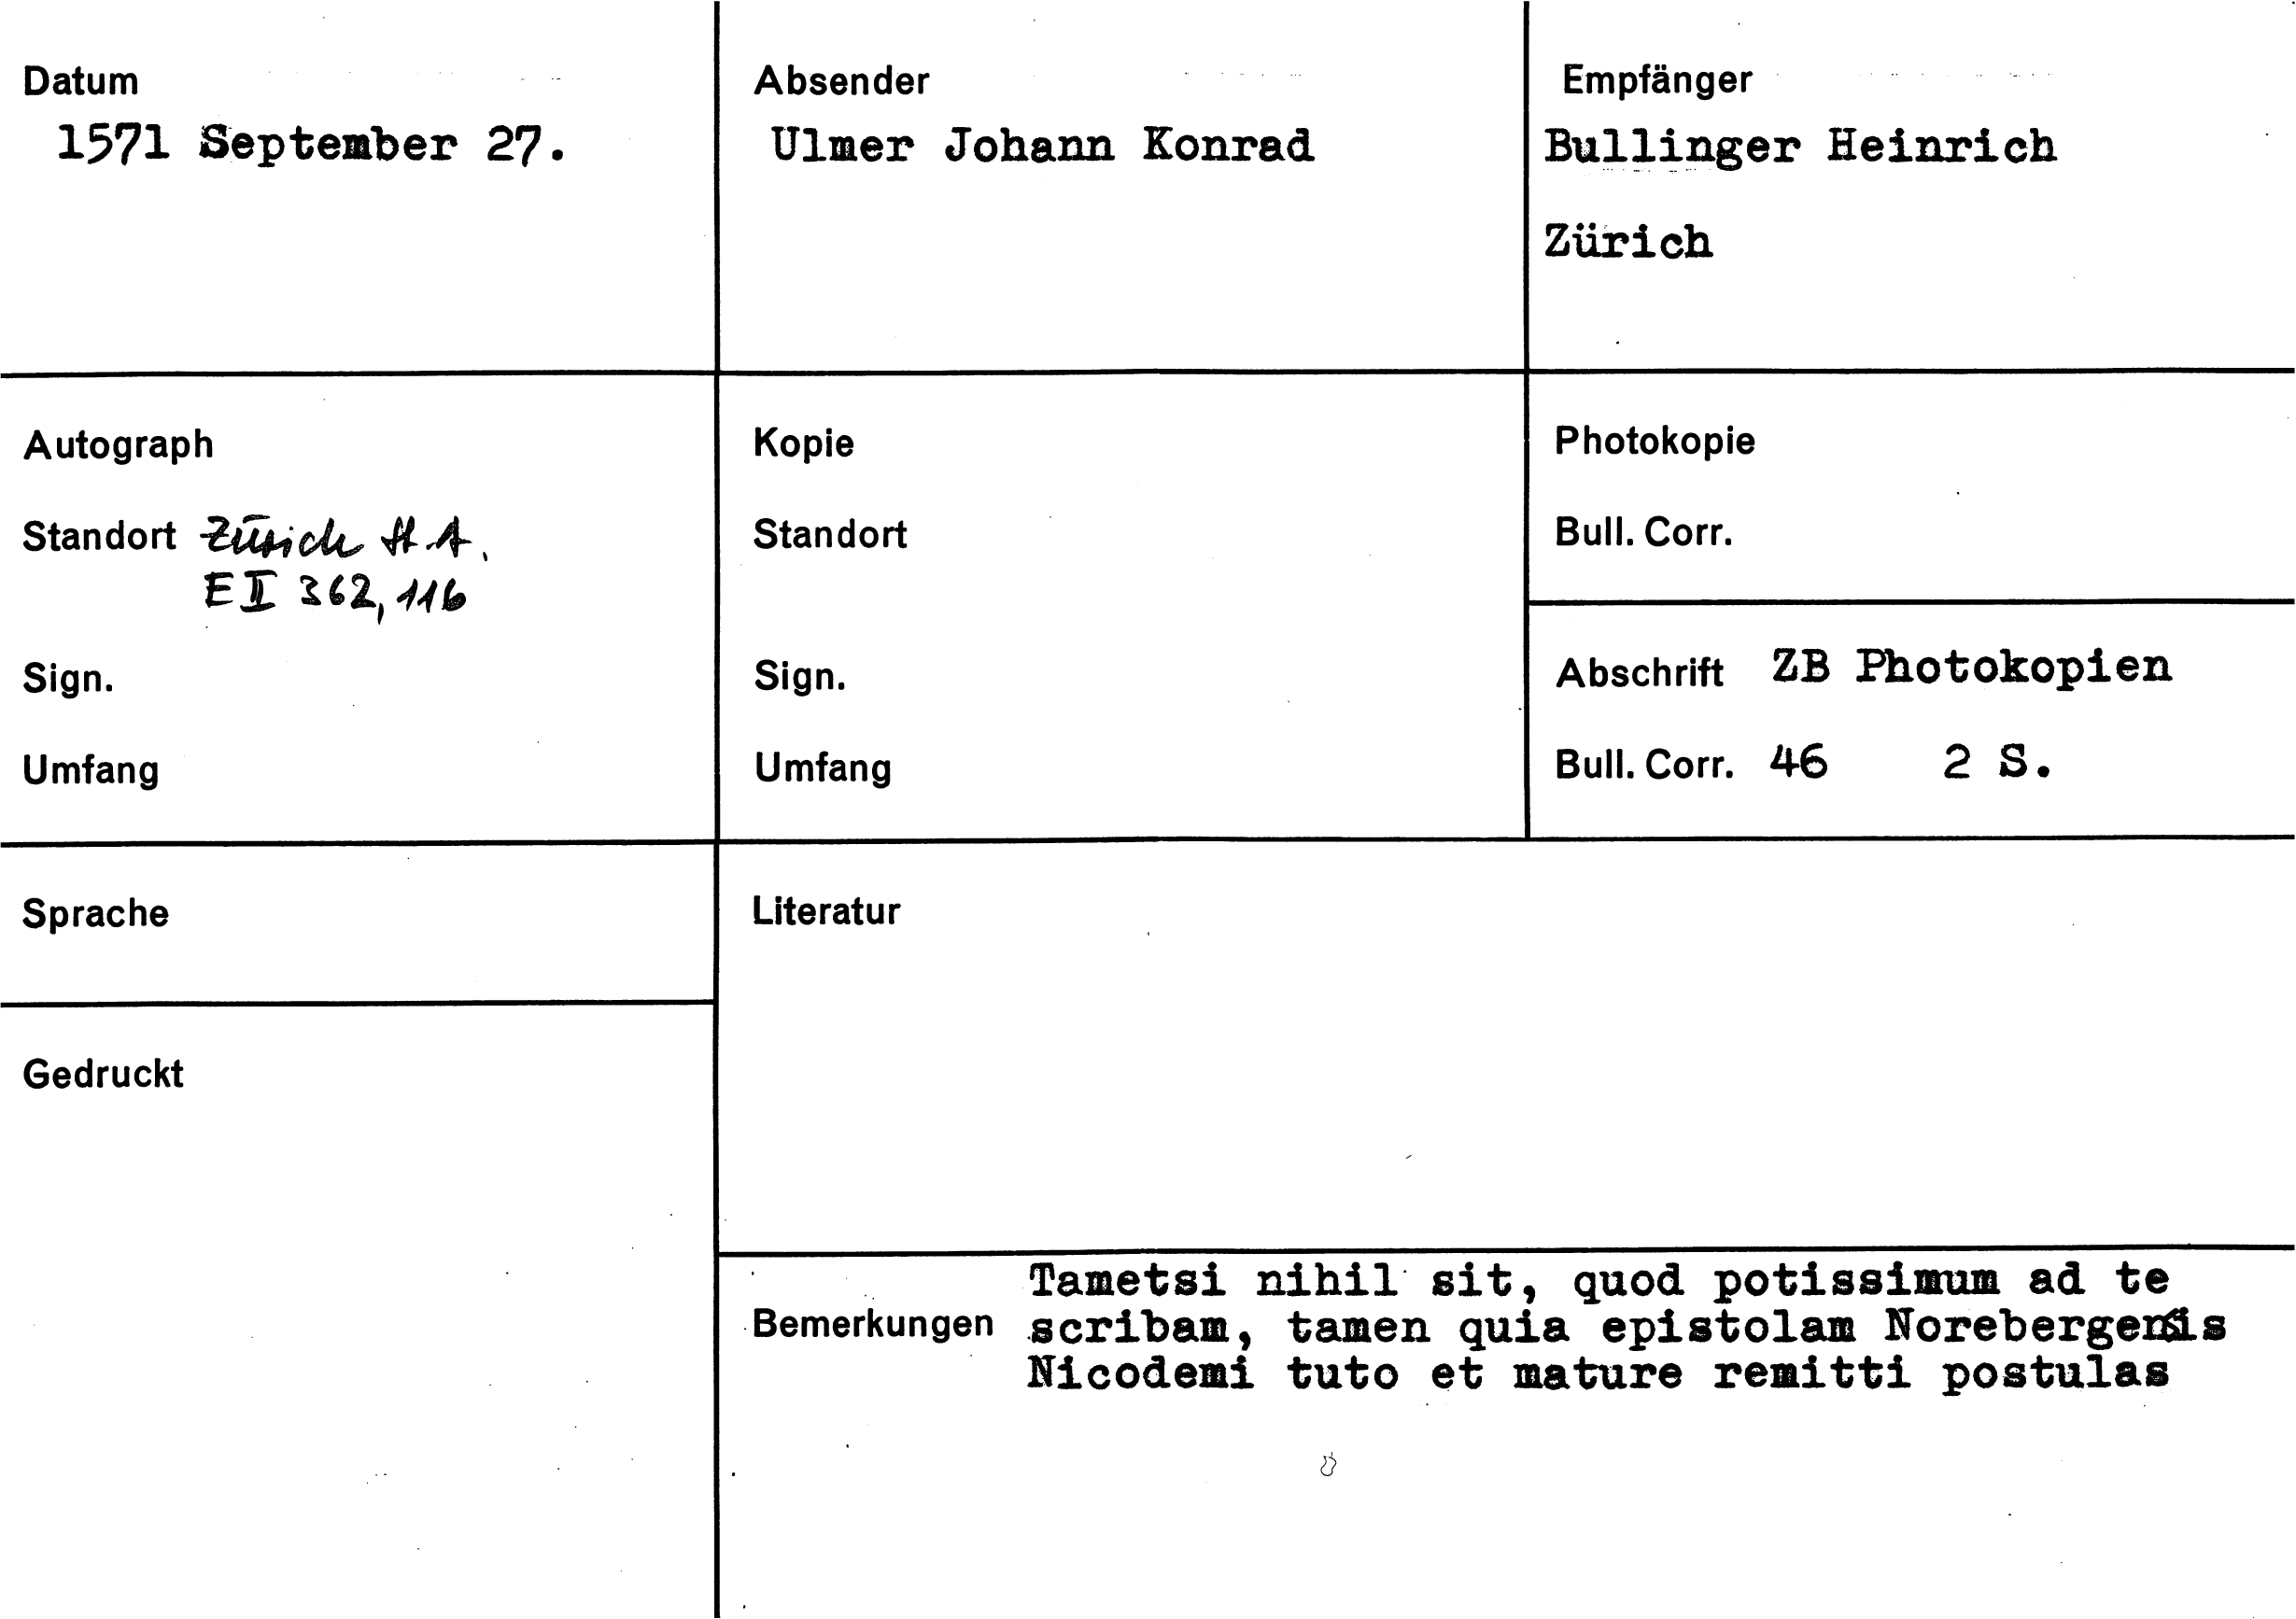 Datum
1571 September 27.
Absender
Ulmer Johann Konrad
Empfänger
Bullinger Heinrich
Zürich
Autograph
Standort Zürich St.A.
E II 362, 116
Sign.
Umfang
Kopie
Standort
Sign.
Umfang
Photokopie
Bull. Corr.
Abschrift ZB Photokopien
Bull. Corr. 46 2 S.
Sprache
Gedruckt
Literatur
Bemerkungen
Tametsi nihil sit, quod potissimum ad te
scribam, tamen quia epistolam Norebergensis
Nicodemi tuto et mature remitti postulas